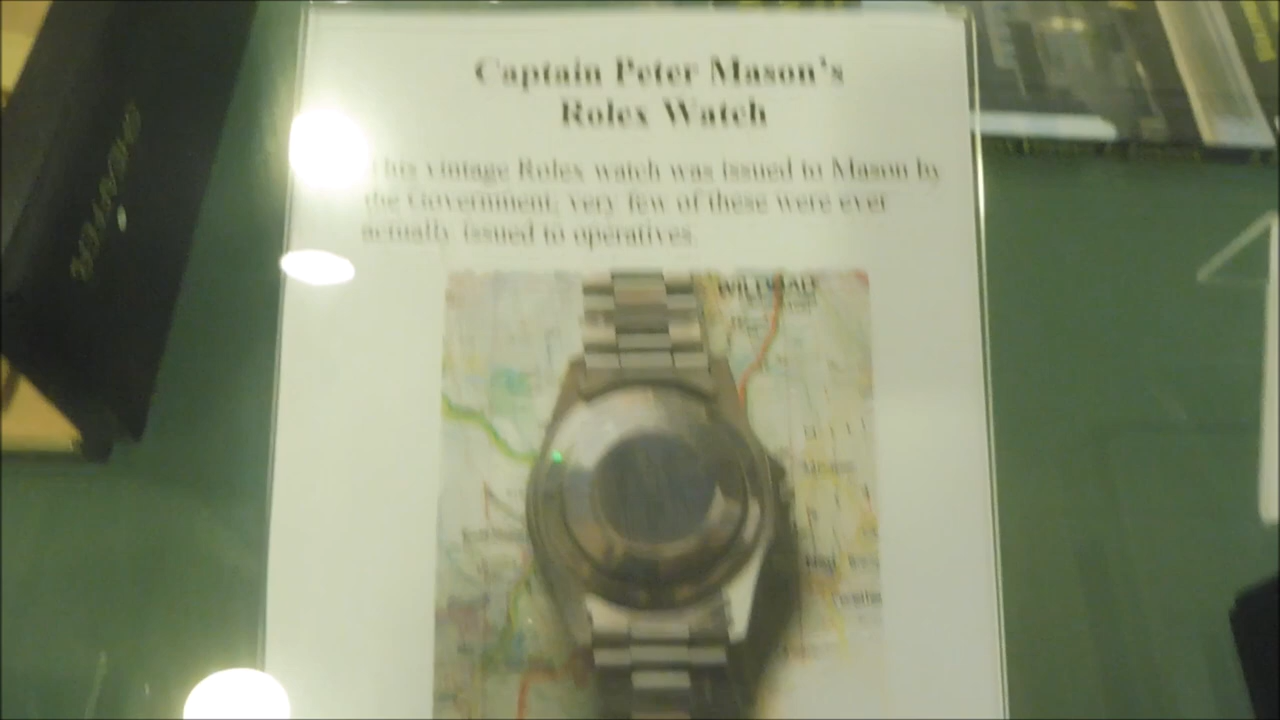 Captain Peter Mason's
Rolex Watch
This vintage Rolex watch was issued to Mason by
the Government, very few of these were ever
actually issued to operatives